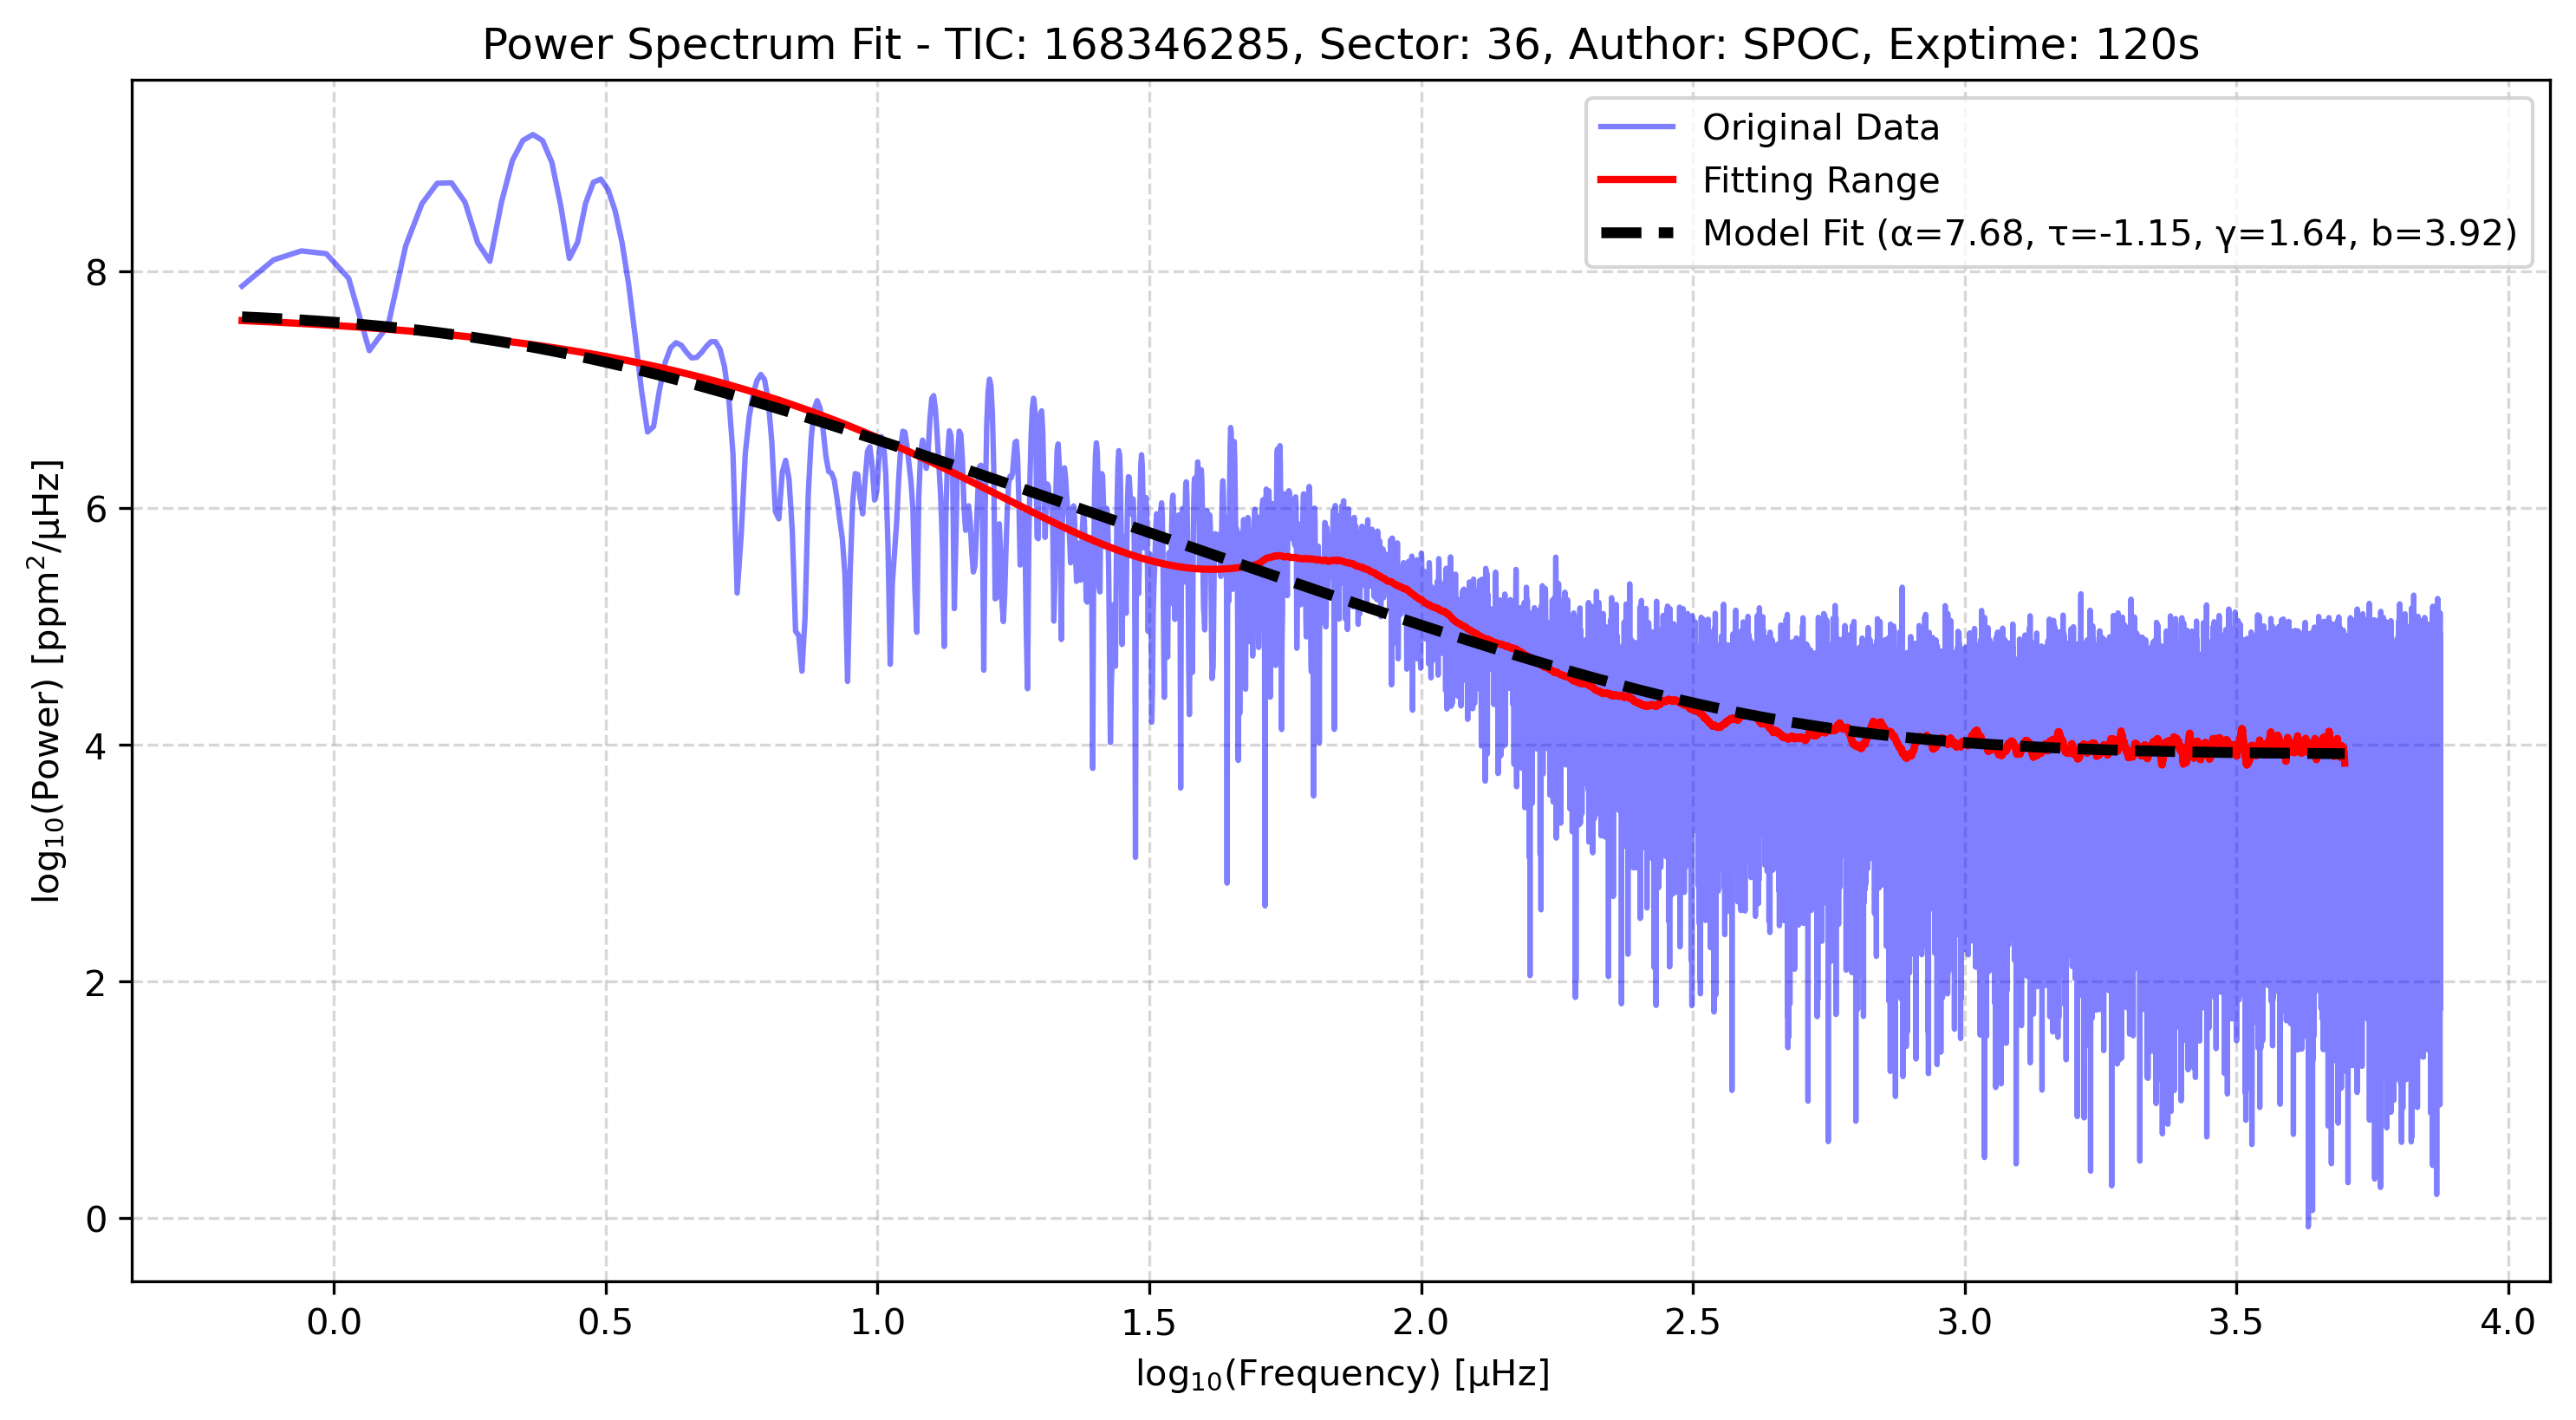 Power Spectrum Fit - TIC: 168346285, Sector: 36, Author: SPOC, Exptime: 120s
Original Data
Fitting Range
Model Fit (α=7.68, τ=-1.15, γ=1.64, b=3.92)
log₁₀(Power) [ppm²/μHz]
8
6
4
2
0
0.0 0.5 1.0 1.5 2.0 2.5 3.0 3.5 4.0
log₁₀(Frequency) [μHz]